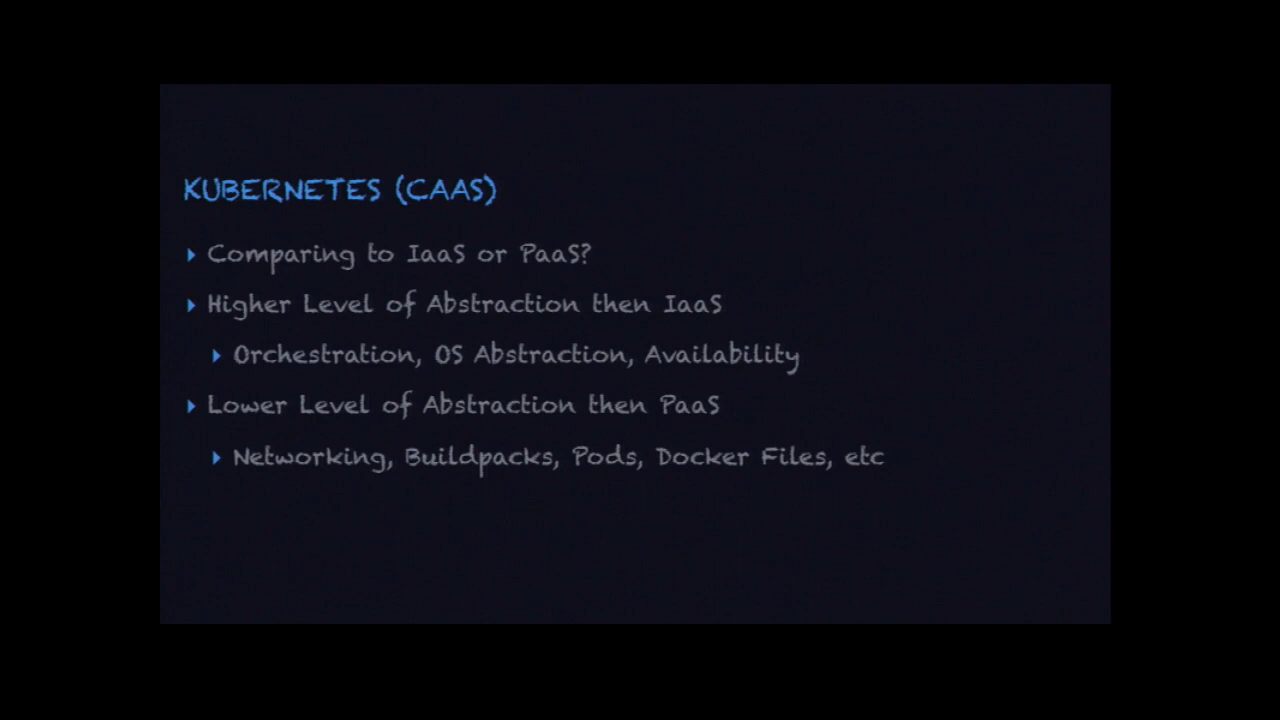 KUBERNETES (CAAS)
Comparing to IaaS or PaaS?
Higher Level of Abstraction then IaaS
Orchestration, OS Abstraction, Availability
Lower Level of Abstraction then PaaS
Networking, Buildpacks, Pods, Docker Files, etc